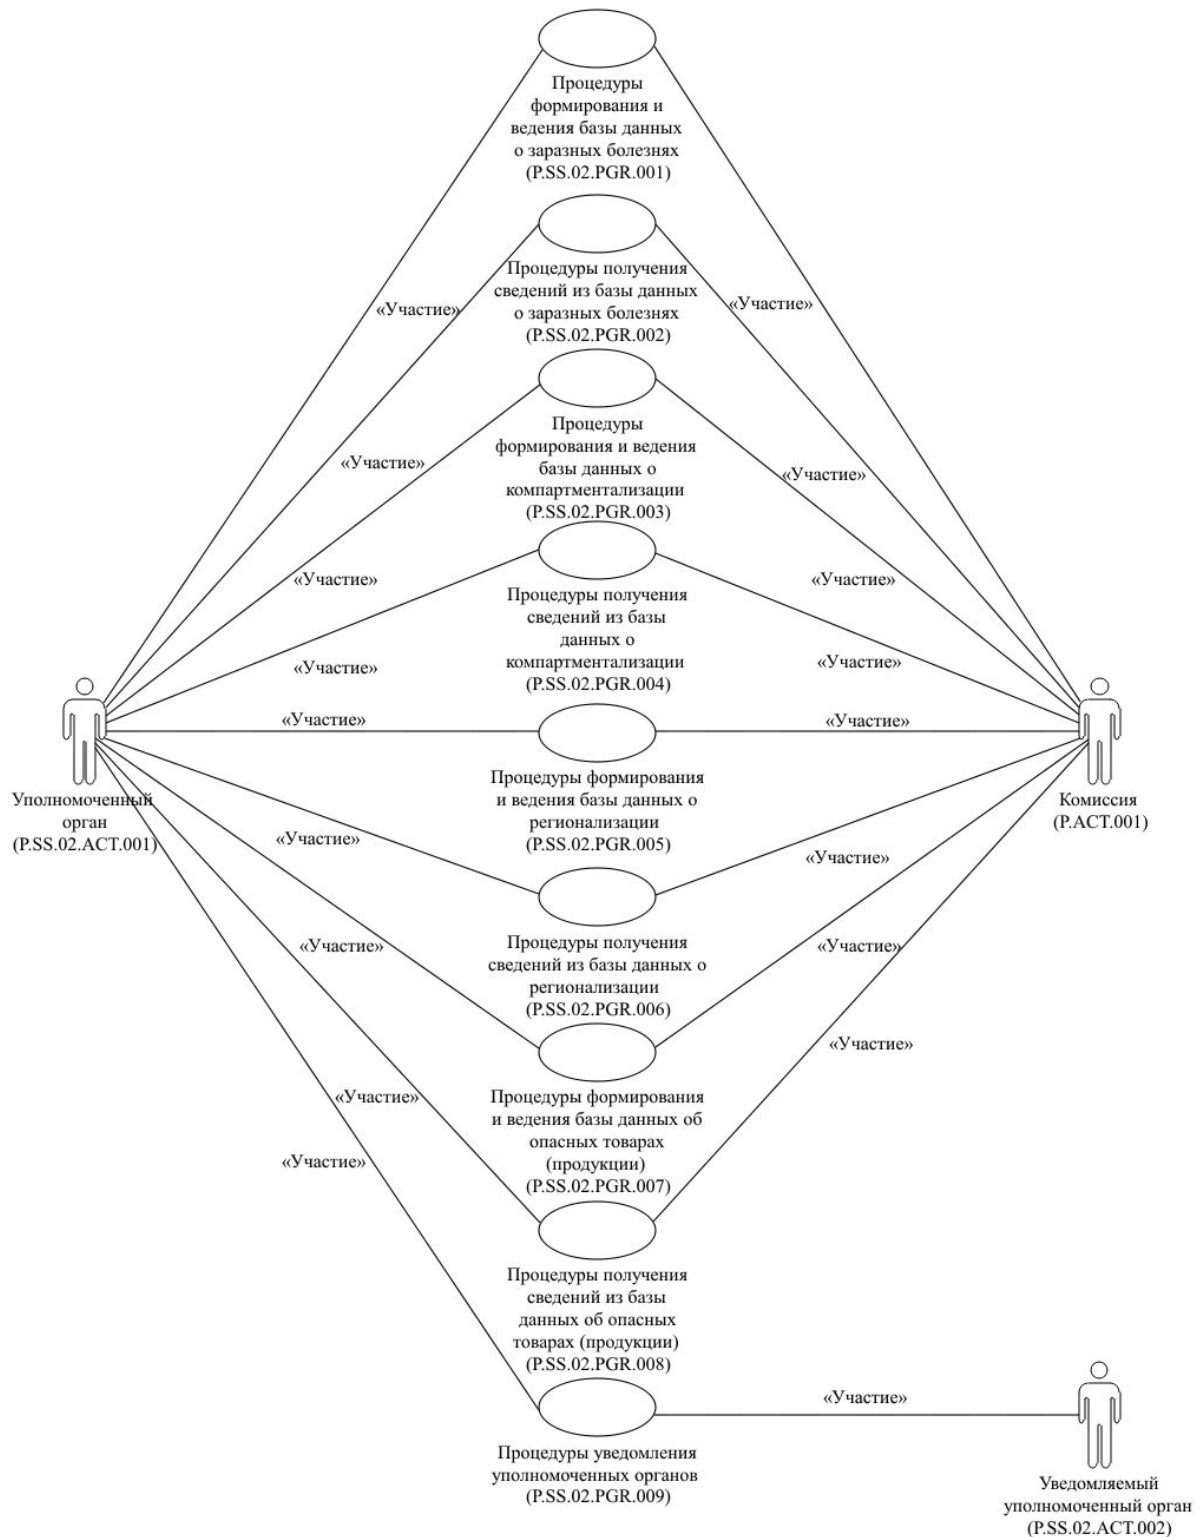 Процедуры
формирования и
ведения базы данных
о заразных болезнях
(P.SS.02.PGR.001)
Процедуры получения
сведений из базы данных
о заразных болезнях
(P.SS.02.PGR.002)
«Участие»
«Участие»
Процедуры
формирования и ведения
базы данных о
компартментализации
(P.SS.02.PGR.003)
«Участие»
«Участие»
«Участие»
«Участие»
Процедуры получения
сведений из базы
данных о
компартментализации
(P.SS.02.PGR.004)
«Участие»
«Участие»
«Участие»
«Участие»
Процедуры формирования
и ведения базы данных о
регионализации
(P.SS.02.PGR.005)
Уполномоченный
орган
(P.SS.02.ACT.001)
Комиссия
(P.ACT.001)
«Участие»
«Участие»
Процедуры получения
сведений из базы данных о
регионализации
(P.SS.02.PGR.006)
«Участие»
«Участие»
«Участие»
Процедуры формирования
и ведения базы данных об
опасных товарах
(продукции)
(P.SS.02.PGR.007)
«Участие»
«Участие»
Процедуры получения
сведений из базы
данных об опасных
товарах (продукции)
(P.SS.02.PGR.008)
«Участие»
Процедуры уведомления
уполномоченных органов
(P.SS.02.PGR.009)
Уведомляемый
уполномоченный орган
(P.SS.02.ACT.002)